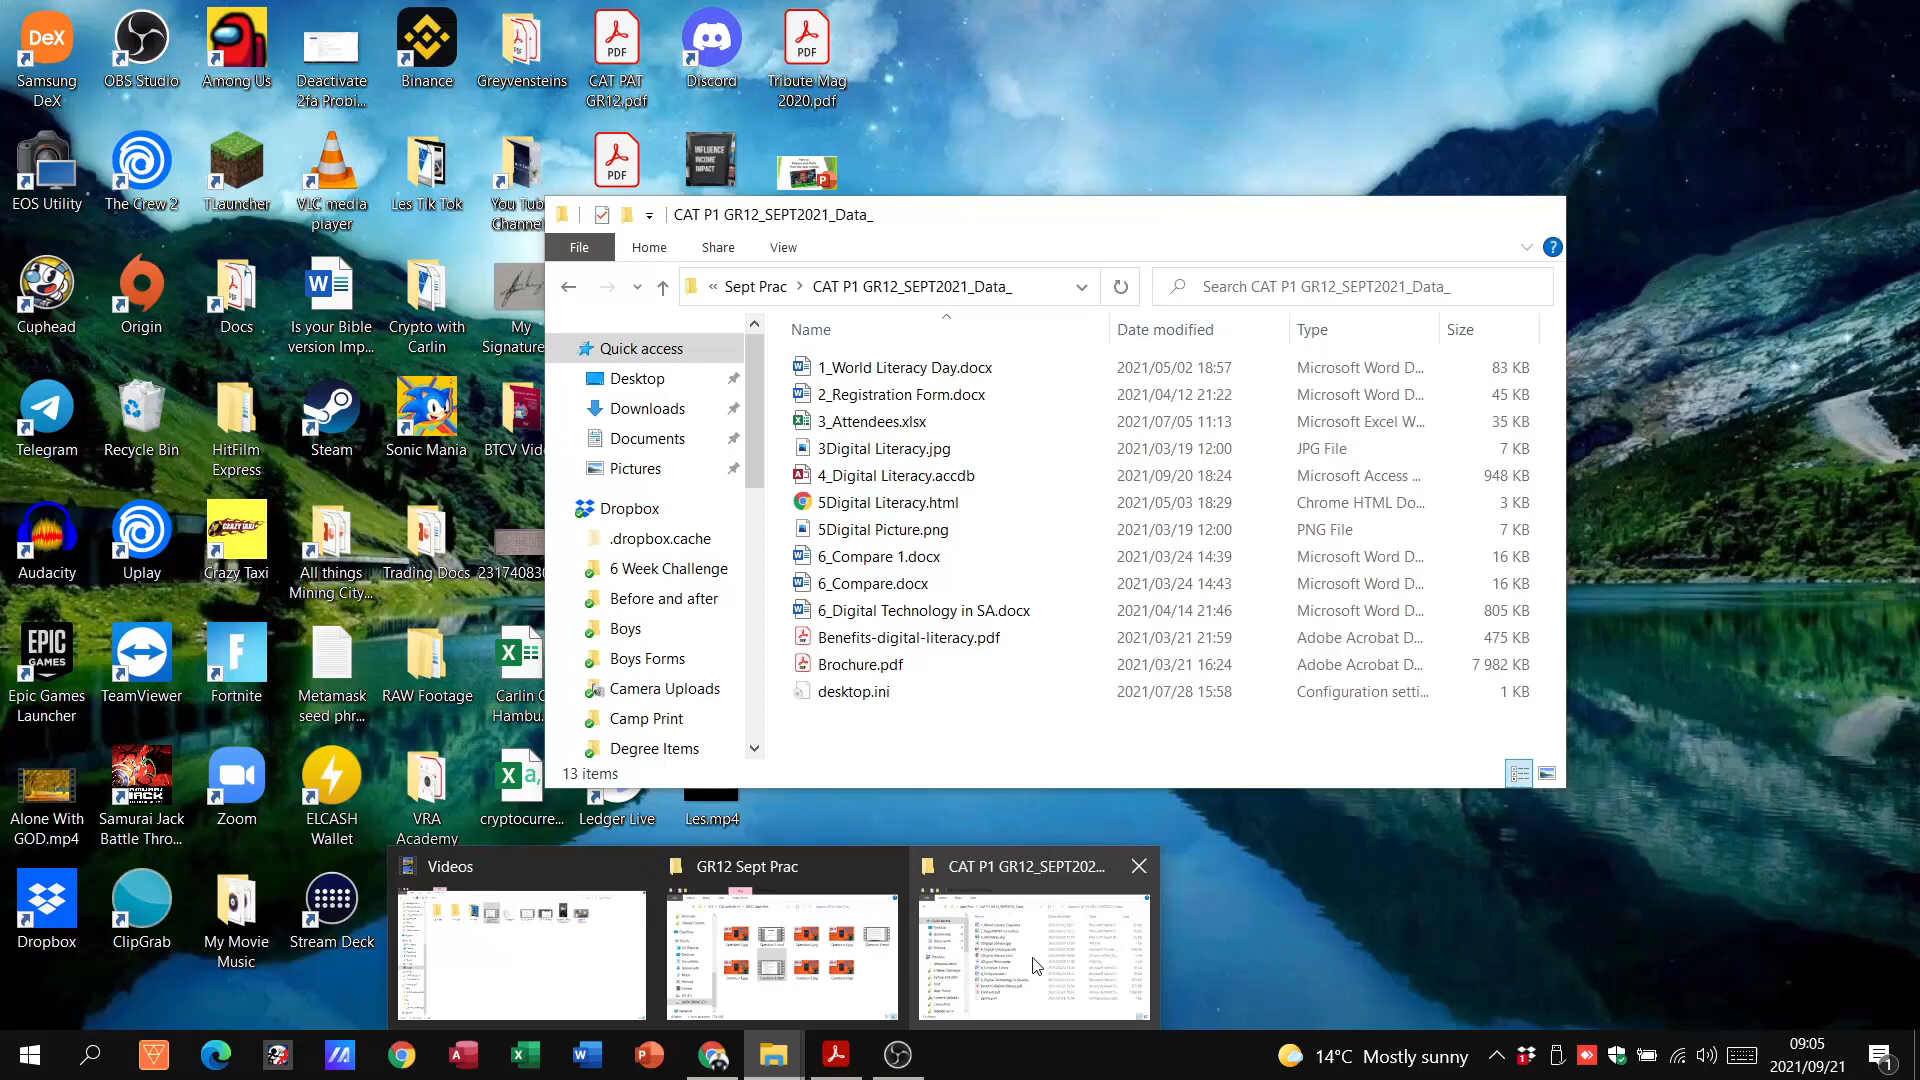 Samsung DeX
OBS Studio
Among Us
Deactivate 2fa Probi...
Binance
Greyvensteins
CAT PAT GR12.pdf
Discord
Tribute Mag 2020.pdf
EOS Utility
The Crew 2
TLauncher
VLC media player
Les Tik Tok
You Tub
Channe
INFLUENCE
INCOME
IMPACT
Cuphead
Origin
Docs
Is your Bible version Imp...
Crypto with Carlin
My
Signature
Telegram
Recycle Bin
HitFilm Express
Steam
Sonic Mania
BTCV Vid
Audacity
Uplay
Crazy Taxi
All things Mining City...
Trading Docs
23174083
Epic Games Launcher
TeamViewer
Fortnite
Metamask seed phr...
RAW Footage
Carlin
Hambu.
Alone With GOD.mp4
Samurai Jack Battle Thro...
Zoom
ELCASH Wallet
VRA Academy
cryptocurre...
Ledger Live
Les.mp4
Dropbox
ClipGrab
My Movie Music
Stream Deck
CAT P1 GR12_SEPT2021_Data_
File Home Share View
« Sept Prac > CAT P1 GR12_SEPT2021_Data_
Search CAT P1 GR12_SEPT2021_Data_
Quick access
Desktop
Downloads
Documents
Pictures
Dropbox
.dropbox.cache
6 Week Challenge
Before and after
Boys
Boys Forms
Camera Uploads
Camp Print
Degree Items
Name Date modified Type Size
1_World Literacy Day.docx 2021/05/02 18:57 Microsoft Word D... 83 KB
2_Registration Form.docx 2021/04/12 21:22 Microsoft Word D... 45 KB
3_Attendees.xlsx 2021/07/05 11:13 Microsoft Excel W... 35 KB
3Digital Literacy.jpg 2021/03/19 12:00 JPG File 7 KB
4_Digital Literacy.accdb 2021/09/20 18:24 Microsoft Access ... 948 KB
5Digital Literacy.html 2021/05/03 18:29 Chrome HTML Do... 3 KB
5Digital Picture.png 2021/03/19 12:00 PNG File 7 KB
6_Compare 1.docx 2021/03/24 14:39 Microsoft Word D... 16 KB
6_Compare.docx 2021/03/24 14:43 Microsoft Word D... 16 KB
6_Digital Technology in SA.docx 2021/04/14 21:46 Microsoft Word D... 805 KB
Benefits-digital-literacy.pdf 2021/03/21 21:59 Adobe Acrobat D... 475 KB
Brochure.pdf 2021/03/21 16:24 Adobe Acrobat D... 7 982 KB
desktop.ini 2021/07/28 15:58 Configuration setti... 1 KB
13 items
Videos
GR12 Sept Prac
CAT P1 GR12_SEPT202...
14°C Mostly sunny
09:05
2021/09/21
1